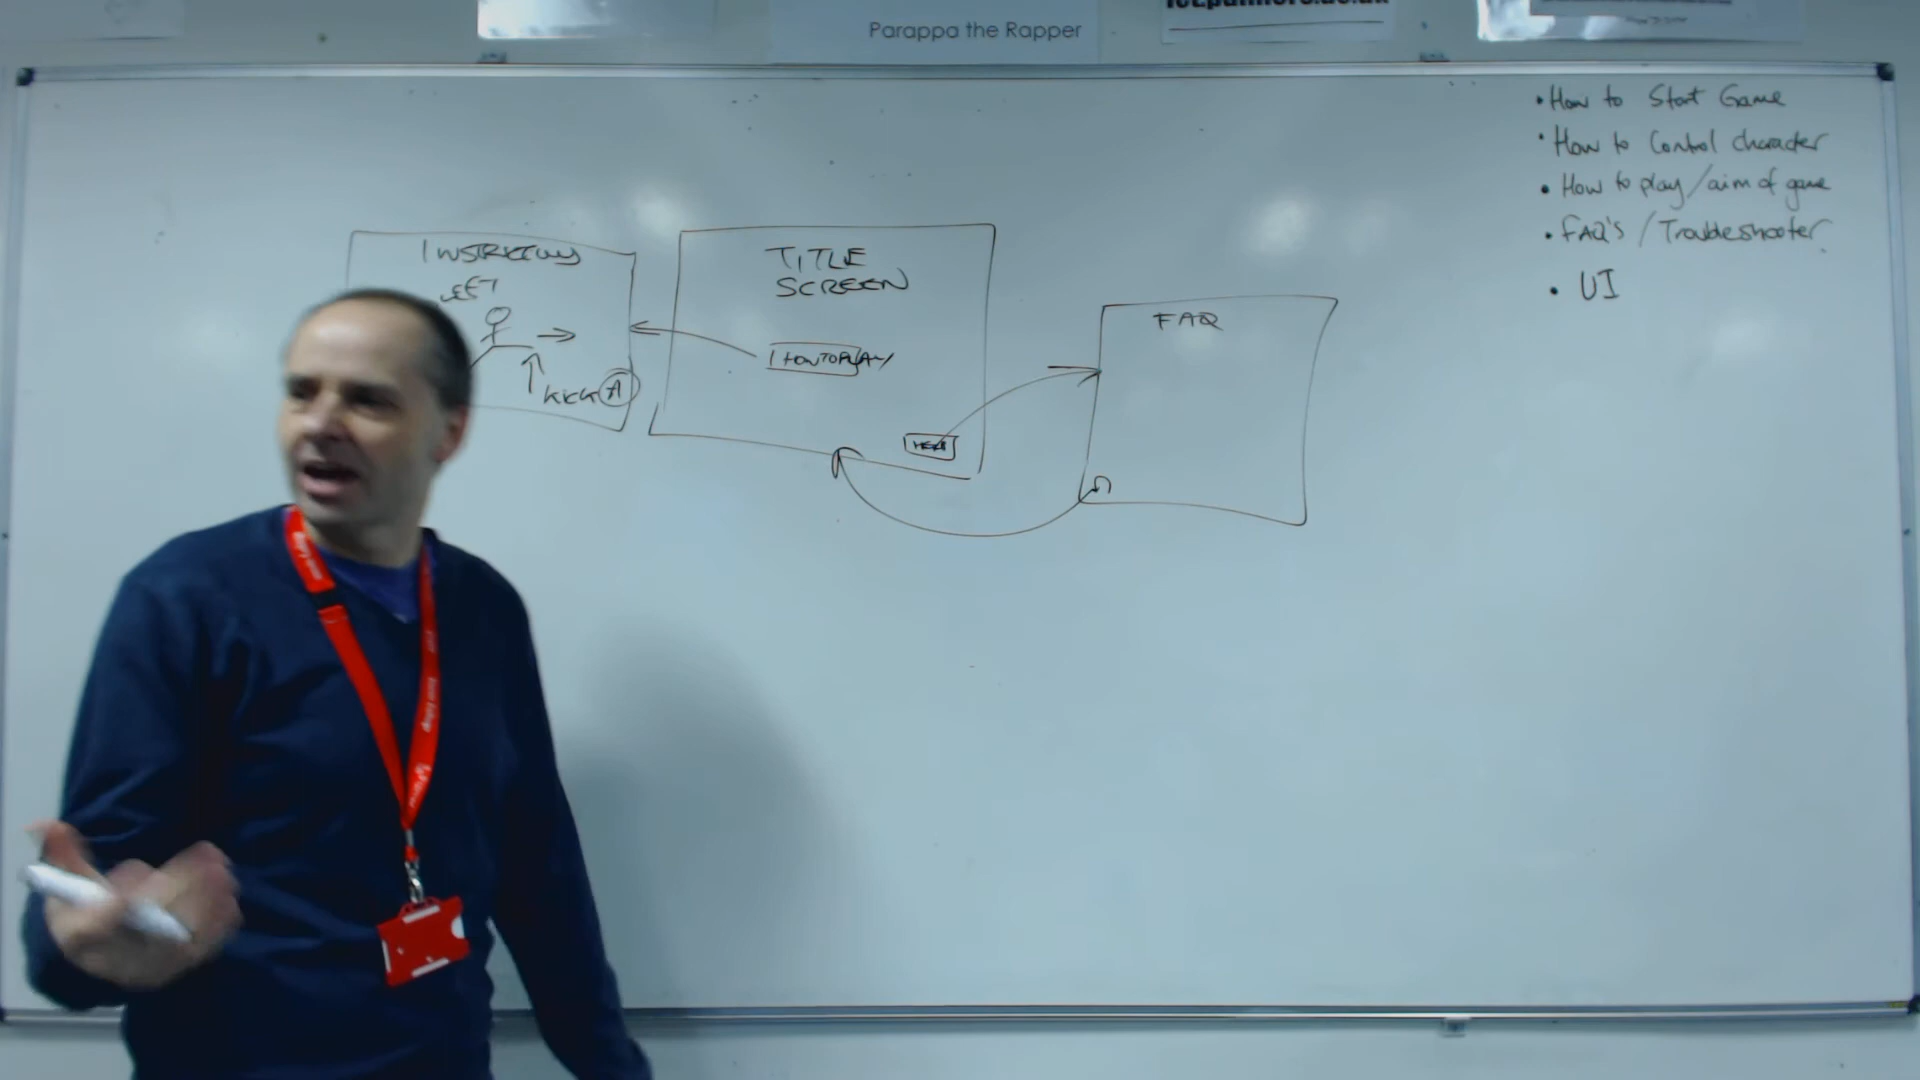 Parappa the Rapper
• How to Start Game
• How to Control character
• How to play / aim of game
• FAQ's / Troubleshooter
• UI
INSTRUCTIONS
LEFT
KICK A
TITLE
SCREEN
HOW TO PLAY
HELP
FAQ